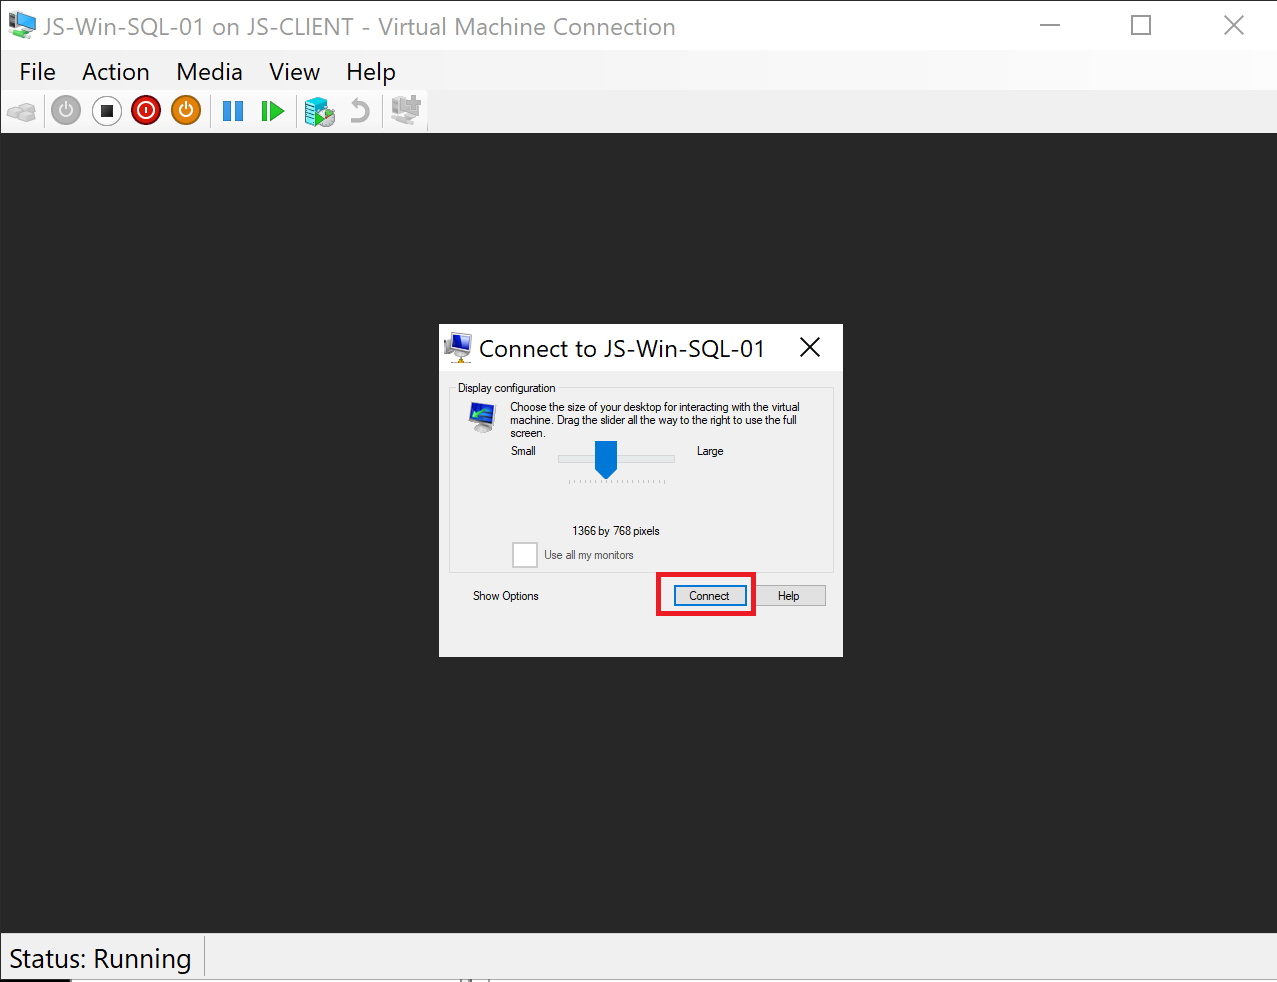 JS-Win-SQL-01 on JS-CLIENT - Virtual Machine Connection
File Action Media View Help
Connect to JS-Win-SQL-01
Display configuration
Choose the size of your desktop for interacting with the virtual
machine. Drag the slider all the way to the right to use the full
screen.
Small Large
1366 by 768 pixels
Use all my monitors
Show Options Connect Help
Status: Running